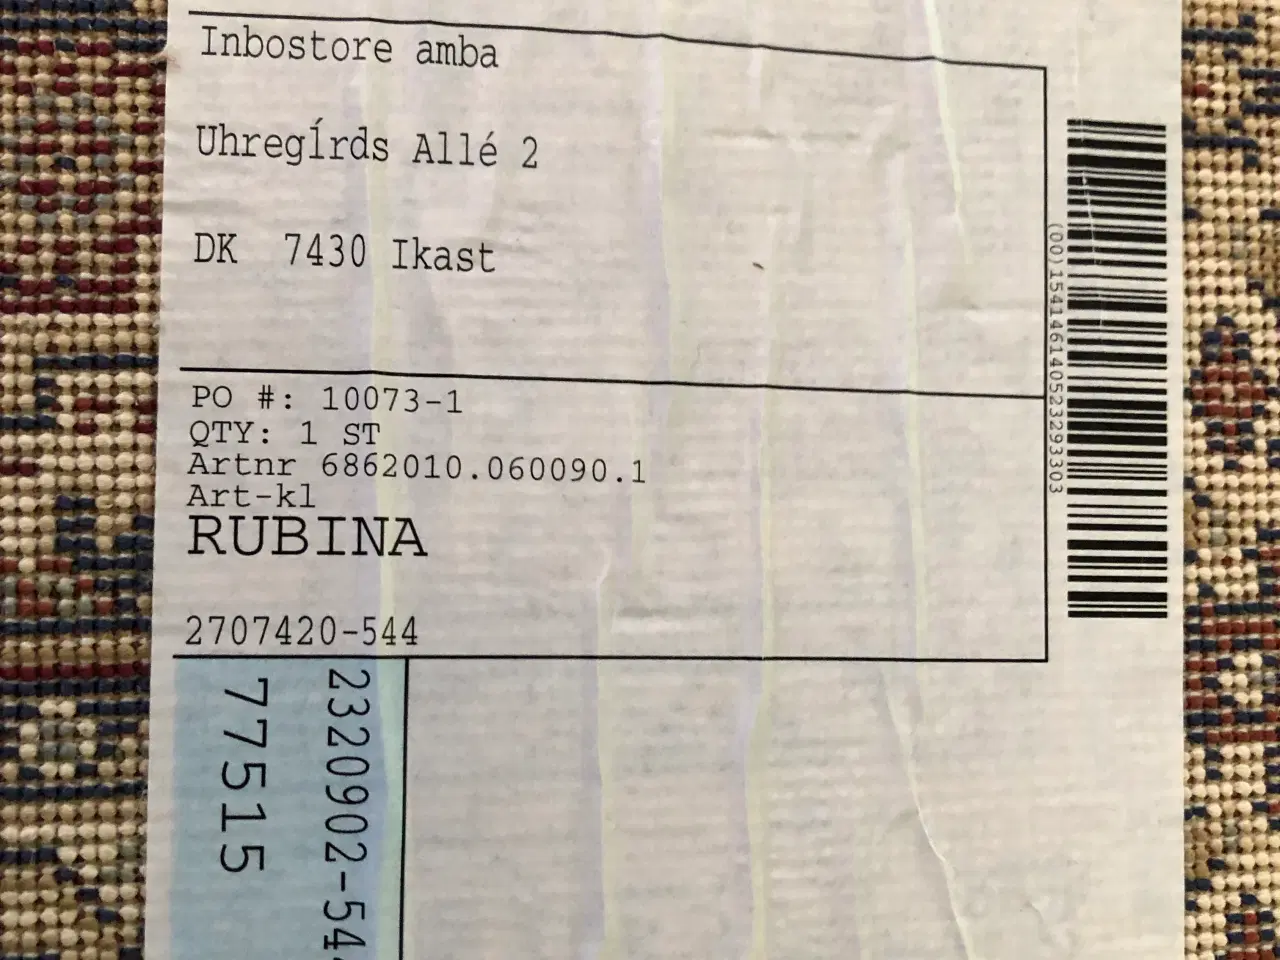 Inbostore amba
UhregÍrds Allé 2
DK 7430 Ikast
PO #: 10073-1
QTY: 1 ST
Artnr 6862010.060090.1
Art-kl
RUBINA
2707420-544
2320902-54
77515
(00)154146140523293303